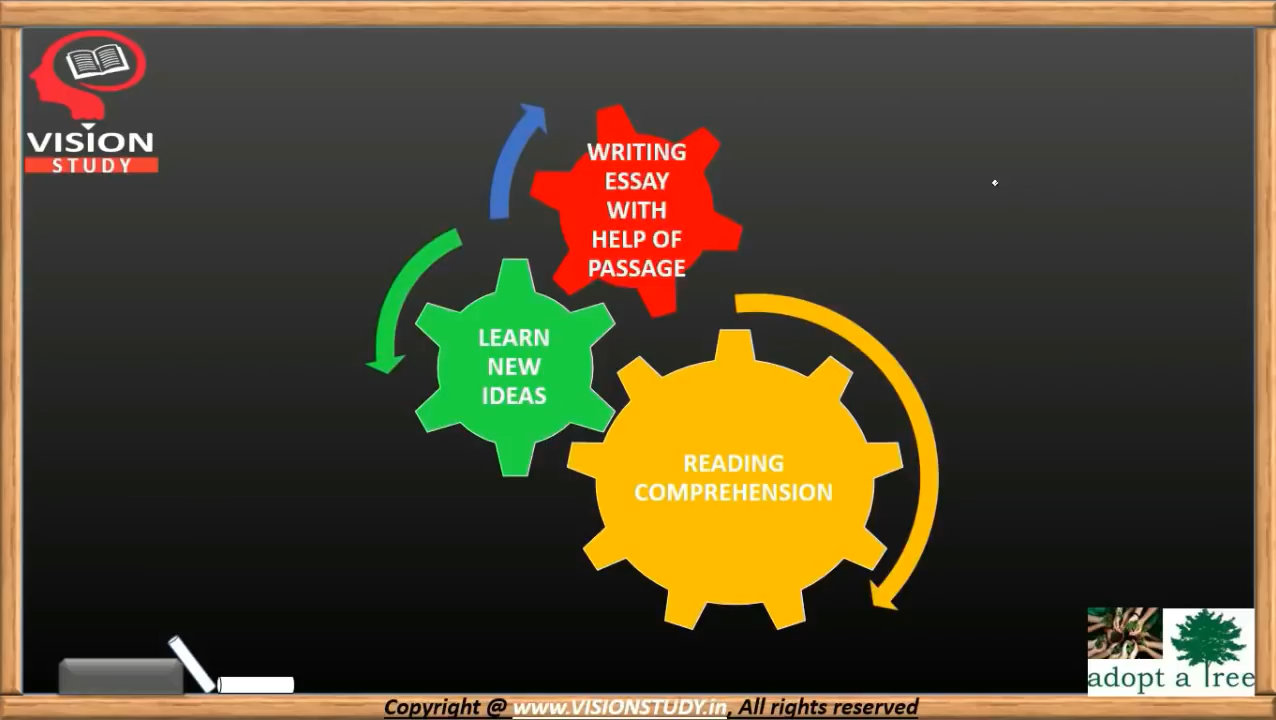 VISION
STUDY
WRITING
ESSAY
WITH
HELP OF
PASSAGE
LEARN
NEW
IDEAS
READING
COMPREHENSION
adopt a Tree
Copyright @ www.VISIONSTUDY.in, All rights reserved